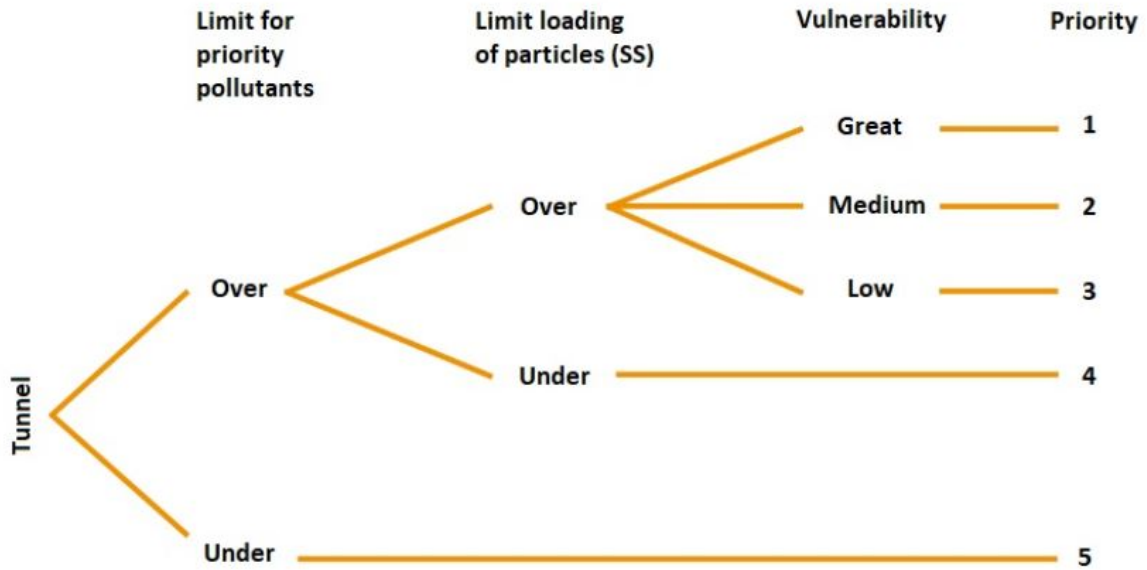 Limit for
priority
pollutants
Limit loading
of particles (SS)
Vulnerability
Priority
Great
1
Over
Medium
2
Over
Low
3
Under
4
Tunnel
Under
5